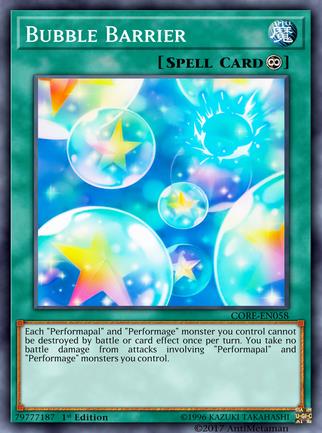 Bubble Barrier
[Spell Card]
CORE-EN058
Each "Performapal" and "Performage" monster you control cannot
be destroyed by battle or card effect once per turn. You take no
battle damage from attacks involving "Performapal" and
"Performage" monsters you control.
79777187 1st Edition ©1996 KAZUKI TAKAHASHI
©2017 AntiMetaman